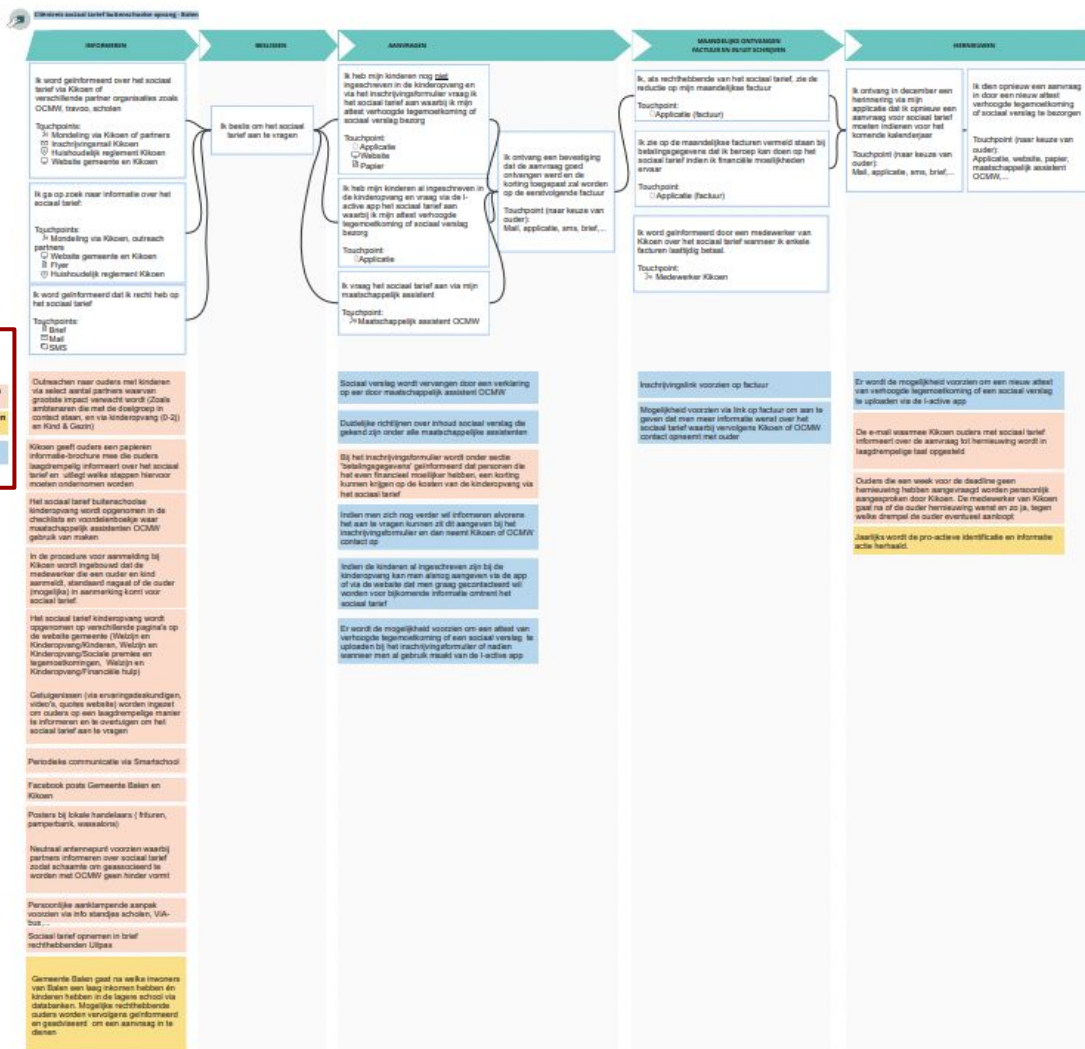 Cliëntreis sociaal tarief buitenschoolse opvang - Balen
INFORMEREN
BESLISSEN
AANVRAGEN
MAANDELIJKS ONTVANGEN
FACTUUR EN IN/UIT SCHRIJVEN
HERNIEUWEN
Ik word geïnformeerd over het sociaal
tarief via Kikoen of
verschillende partner organisaties zoals
OCMW, travoo, scholen
Touchpoints:
Mondeling via Kikoen of partners
Inschrijvingsmail Kikoen
Huishoudelijk reglement Kikoen
Website gemeente en Kikoen
Ik ga op zoek naar informatie over het
sociaal tarief:
Touchpoints:
Mondeling via Kikoen, outreach
partners
Website gemeente en Kikoen
Flyer
Huishoudelijk reglement Kikoen
Ik word geïnformeerd dat ik recht heb op
het sociaal tarief
Touchpoints:
Brief
Mail
SMS
Ik beslis om het sociaal
tarief aan te vragen
Ik heb mijn kinderen nog niet
ingeschreven in de kinderopvang en
via het inschrijvingsformulier vraag ik
het sociaal tarief aan waarbij ik mijn
attest verhoogde tegemoetkoming of
sociaal verslag bezorg
Touchpoint:
Applicatie
Website
Papier
Ik heb mijn kinderen al ingeschreven in
de kinderopvang en vraag via de I-
active app het sociaal tarief aan
waarbij ik mijn attest verhoogde
tegemoetkoming of sociaal verslag
bezorg
Touchpoint:
Applicatie
Ik vraag het sociaal tarief aan via mijn
maatschappelijk assistent
Touchpoint:
Maatschappelijk assistent OCMW
Ik ontvang een bevestiging
dat de aanvraag goed
ontvangen werd en de
korting toegepast zal worden
op de eerstvolgende factuur
Touchpoint (naar keuze van
ouder):
Mail, applicatie, sms, brief,...
Ik, als rechthebbende van het sociaal tarief, zie de
reductie op mijn maandelijkse factuur
Touchpoint:
Applicatie (factuur)
Ik zie op de maandelijkse facturen vermeld staan bij
betalingsgegevens dat ik beroep kan doen op het
sociaal tarief indien ik financiële moeilijkheden
ervaar
Touchpoint:
Applicatie (factuur)
Ik word geïnformeerd door een medewerker van
Kikoen over het sociaal tarief wanneer ik enkele
facturen laattijdig betaal.
Touchpoint:
Medewerker Kikoen
Ik ontvang in december een
herinnering via mijn
applicatie dat ik opnieuw een
aanvraag voor sociaal tarief
moeten indienen voor het
komende kalenderjaar
Touchpoint (naar keuze van
ouder):
Mail, applicatie, sms, brief,...
Ik dien opnieuw een aanvraag
in door een nieuw attest
verhoogde tegemoetkoming
of sociaal verslag te bezorgen
Touchpoint (naar keuze van
ouder):
Applicatie, website, papier,
maatschappelijk assistent
OCMW,...
Outreachen naar ouders met kinderen
via select aantal partners waarvan
grootste impact verwacht wordt (Zoals
ambtenaren die met de doelgroep in
contact staan, en via kinderopvang (0-2j)
en Kind & Gezin)
Kikoen geeft ouders een papieren
informatie-brochure mee die ouders
laagdrempelig informeert over het sociaal
tarief en uitlegt welke stappen hiervoor
moeten ondernomen worden
Het sociaal tarief buitenschoolse
kinderopvang wordt opgenomen in de
checklists en voordelenboekje waar
maatschappelijk assistenten OCMW
gebruik van maken
In de procedure voor aanmelding bij
Kikoen wordt ingebouwd dat de
medewerker die een ouder en kind
aanmeldt, standaard nagaat of de ouder
(mogelijks) in aanmerking komt voor
sociaal tarief.
Het sociaal tarief kinderopvang wordt
opgenomen op verschillende pagina's op
de website gemeente (Welzijn en
Kinderopvang/Kinderen, Welzijn en
Kinderopvang/Sociale premies en
tegemoetkomingen, Welzijn en
Kinderopvang/Financiële hulp)
Getuigenissen (via ervaringsdeskundigen,
video's, quotes website) worden ingezet
om ouders op een laagdrempelige manier
te informeren en te overtuigen om het
sociaal tarief aan te vragen
Periodieke communicatie via Smartschool
Facebook posts Gemeente Balen en
Kikoen
Posters bij lokale handelaars ( frituren,
pamperbank, wassalons)
Neutraal antennepunt voorzien waarbij
partners informeren over sociaal tarief
zodat schaamte om geassocieerd te
worden met OCMW geen hinder vormt
Persoonlijke aanklampende aanpak
voorzien via info standjes scholen, ViA-
bus,...
Sociaal tarief opnemen in brief
rechthebbenden Uitpas
Gemeente Balen gaat na welke inwoners
van Balen een laag inkomen hebben én
kinderen hebben in de lagere school via
databanken. Mogelijke rechthebbende
ouders worden vervolgens geïnformeerd
en geadviseerd om een aanvraag in te
dienen
Sociaal verslag wordt vervangen door een verklaring
op eer door maatschappelijk assistent OCMW
Duidelijke richtlijnen over inhoud sociaal verslag die
gekend zijn onder alle maatschappelijke assistenten
Bij het inschrijvingsformulier wordt onder sectie
'betalingsgegevens' geïnformeerd dat personen die
het even financieel moeilijker hebben, een korting
kunnen krijgen op de kosten van de kinderopvang via
het sociaal tarief
Indien men zich nog verder wil informeren alvorens
het aan te vragen kunnen zij dit aangeven bij het
inschrijvingsformulier en dan neemt Kikoen of OCMW
contact op
Indien de kinderen al ingeschreven zijn bij de
kinderopvang kan men alsnog aangeven via de app
of via de website dat men graag gecontacteerd wil
worden voor bijkomende informatie omtrent het
sociaal tarief
Er wordt de mogelijkheid voorzien om een attest van
verhoogde tegemoetkoming of een sociaal verslag te
uploaden bij het inschrijvingsformulier of nadien
wanneer men al gebruik maakt van de I-active app
Inschrijvingslink voorzien op factuur
Mogelijkheid voorzien via link op factuur om aan te
geven dat men meer informatie wenst over het
sociaal tarief waarbij vervolgens Kikoen of OCMW
contact opneemt met ouder
Er wordt de mogelijkheid voorzien om een nieuw attest
van verhoogde tegemoetkoming of een sociaal verslag
te uploaden via de I-active app
De e-mail waarmee Kikoen ouders met sociaal tarief
informeert over de aanvraag tot hernieuwing wordt in
laagdrempelige taal opgesteld
Ouders die een week voor de deadline geen
hernieuwing hebben aangevraagd worden persoonlijk
aangesproken door Kikoen. De medewerker van Kikoen
gaat na of de ouder hernieuwing wenst en zo ja, tegen
welke drempel de ouder eventueel aanloopt
Jaarlijks wordt de pro-actieve identificatie en informatie
actie herhaald.